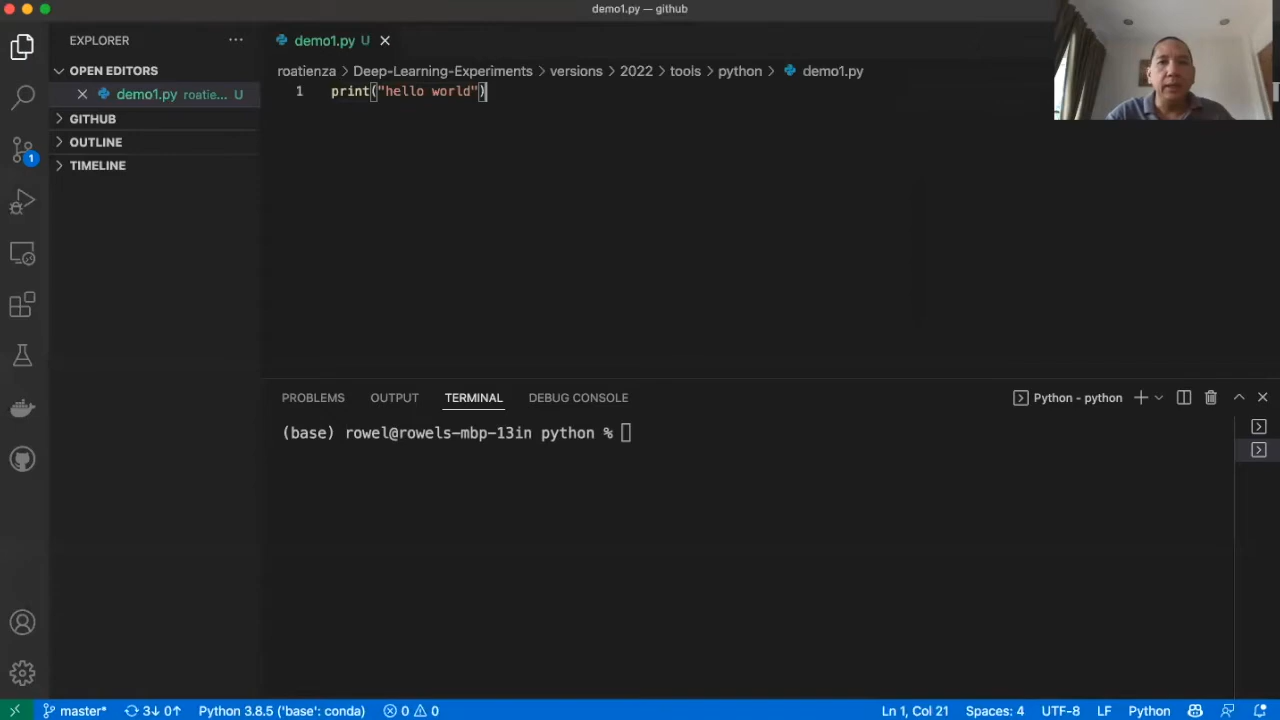 demo1.py — github
EXPLORER
demo1.py U
OPEN EDITORS
demo1.py roatie... U
GITHUB
OUTLINE
TIMELINE
1
roatienza > Deep-Learning-Experiments > versions > 2022 > tools > python > demo1.py
1 print("hello world")
PROBLEMS OUTPUT TERMINAL DEBUG CONSOLE
Python - python
(base) rowel@rowels-mbp-13in python %
master* 3↓ 0↑ Python 3.8.5 ('base': conda) 0 0 Ln 1, Col 21 Spaces: 4 UTF-8 LF Python